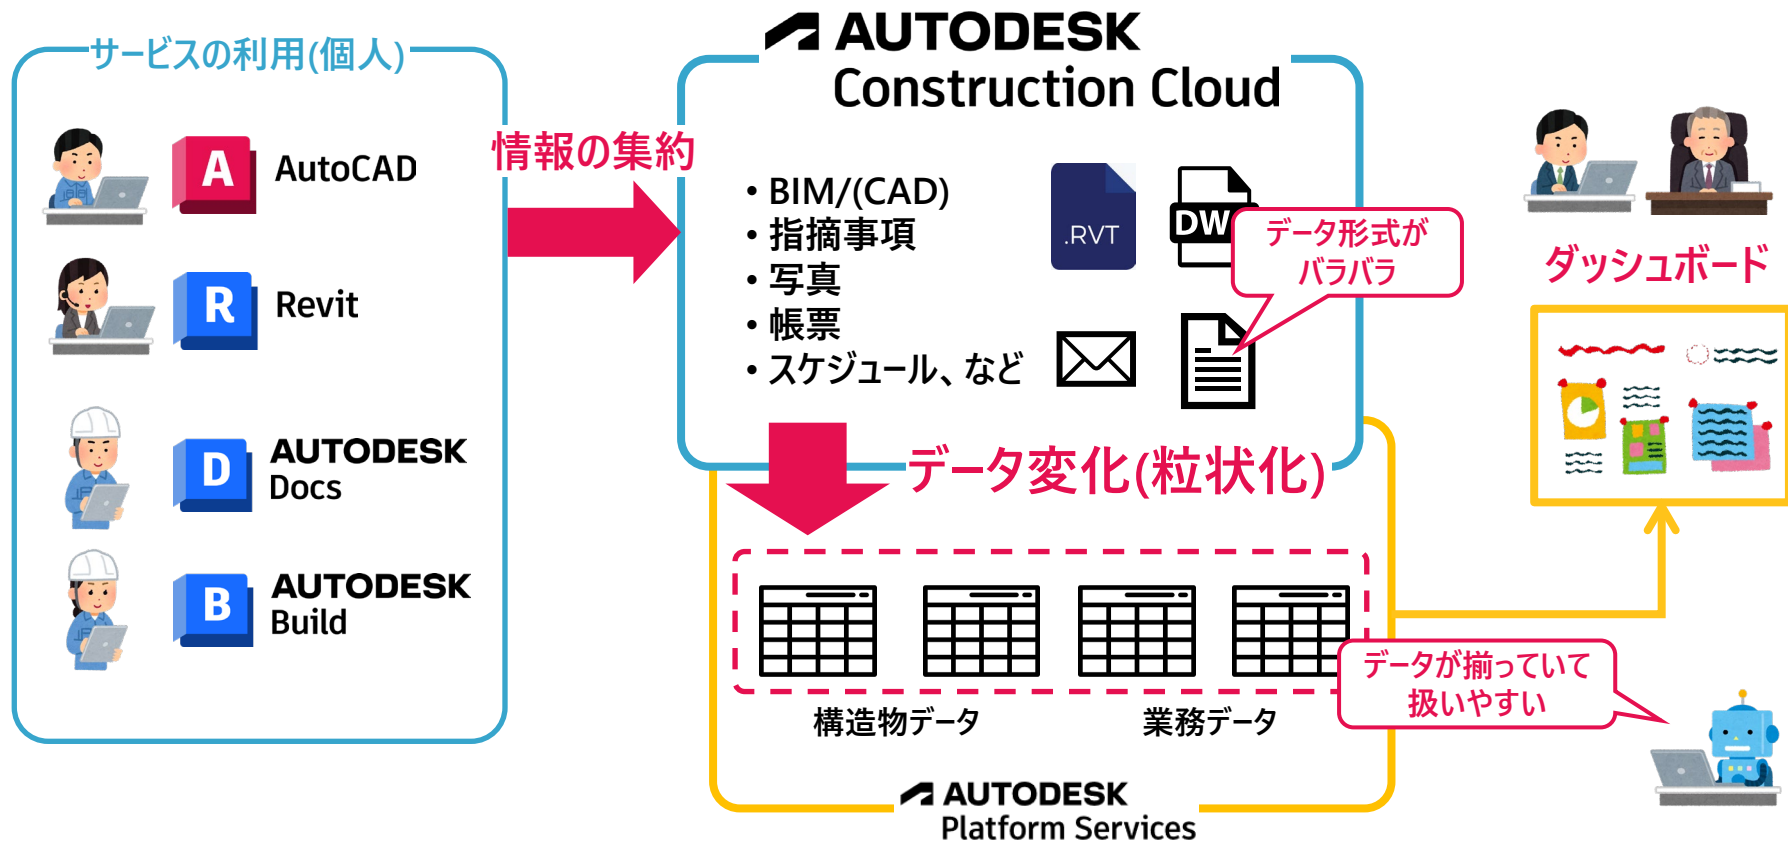 サービスの利用(個人)
A
AutoCAD
R
Revit
D
AUTODESK
Docs
B
AUTODESK
Build
情報の集約
AUTODESK
Construction Cloud
・BIM/(CAD)
・指摘事項
・写真
・帳票
・スケジュール、など
.RVT
DW
データ形式が
バラバラ
データ変化(粒状化)
構造物データ
業務データ
AUTODESK
Platform Services
ダッシュボード
データが揃っていて
扱いやすい